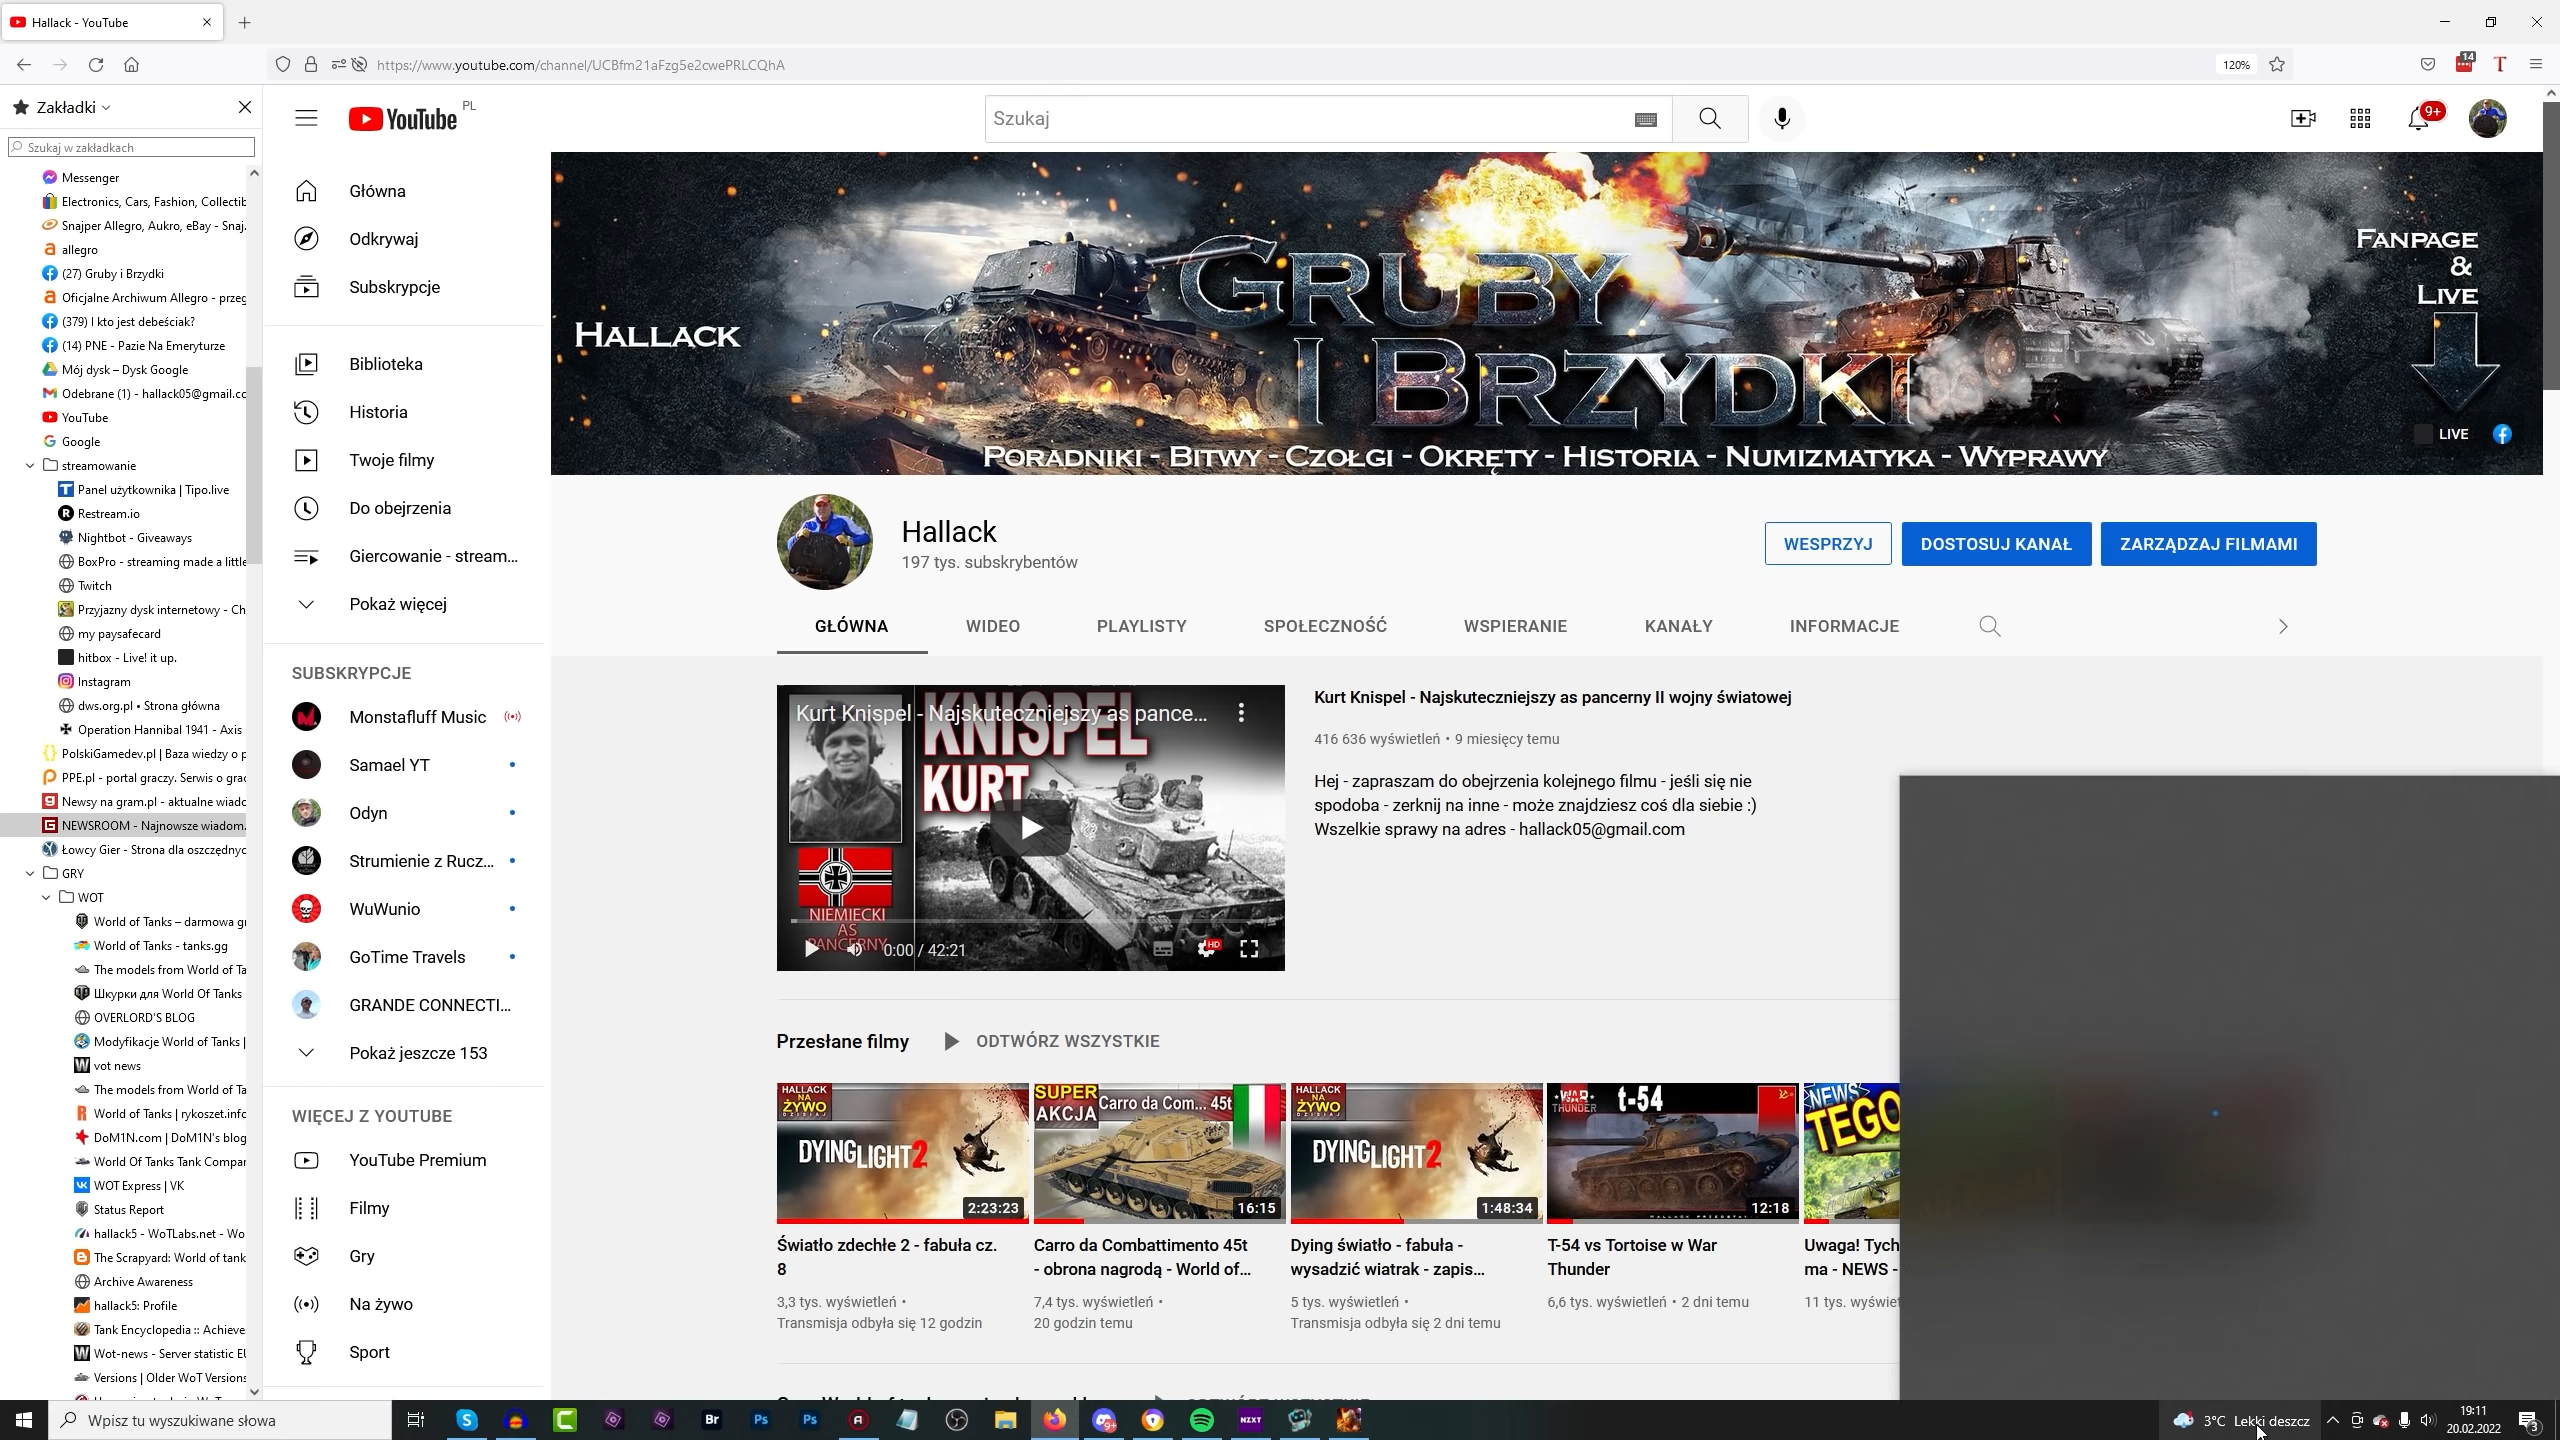 Hallack - YouTube
https://www.youtube.com/channel/UCBfm21aFzg5e2cwePRLCQhA
120%
14
Zakładki
Szukaj w zakładkach
Messenger
Electronics, Cars, Fashion, Collectib
Snajper Allegro, Aukro, eBay - Snaj.
allegro
(27) Gruby i Brzydki
Oficjalne Archiwum Allegro - przeg
(379) I kto jest debeściak?
(14) PNE - Pazie Na Emeryturze
Mój dysk – Dysk Google
Odebrane (1) - hallack05@gmail.cc
YouTube
Google
streamowanie
Panel użytkownika | Tipo.live
Restream.io
Nightbot - Giveaways
BoxPro - streaming made a little
Twitch
Przyjazny dysk internetowy - Ch
my paysafecard
hitbox - Live! it up.
Instagram
dws.org.pl • Strona główna
Operation Hannibal 1941 - Axis
PolskiGamedev.pl | Baza wiedzy o p
PPE.pl - portal graczy. Serwis o grac
Newsy na gram.pl - aktualne wiadc
NEWSROOM - Najnowsze wiadom.
Łowcy Gier - Strona dla oszczędnyc
GRY
WOT
World of Tanks – darmowa gr
World of Tanks - tanks.gg
The models from World of Ta
Шкурки для World Of Tanks
OVERLORD'S BLOG
Modyfikacje World of Tanks |
vot news
The models from World of Ta
World of Tanks | rykoszet.infc
DoM1N.com | DoM1N's blog
World Of Tanks Tank Compar
WOT Express | VK
Status Report
hallack5 - WoTLabs.net - Wo
The Scrapyard: World of tank
Archive Awareness
hallack5: Profile
Tank Encyclopedia :: Achieve
Wot-news - Server statistic EU
Versions | Older WoT Versions
YouTube PL
Szukaj
9+
Główna
Odkrywaj
Subskrypcje
Biblioteka
Historia
Twoje filmy
Do obejrzenia
Giercowanie - stream...
Pokaż więcej
SUBSKRYPCJE
Monstafluff Music
Samael YT
Odyn
Strumienie z Rucz...
WuWunio
GoTime Travels
GRANDE CONNECTI...
Pokaż jeszcze 153
WIĘCEJ Z YOUTUBE
YouTube Premium
Filmy
Gry
Na żywo
Sport
HALLACK
GRUBY
I BRZYDKI
PORADNIKI - BITWY - CZOŁGI - OKRĘTY - HISTORIA - NUMIZMATYKA - WYPRAWY
FANPAGE
&
LIVE
LIVE
Hallack
197 tys. subskrybentów
WESPRZYJ
DOSTOSUJ KANAŁ
ZARZĄDZAJ FILMAMI
GŁÓWNA
WIDEO
PLAYLISTY
SPOŁECZNOŚĆ
WSPIERANIE
KANAŁY
INFORMACJE
Kurt Knispel - Najskuteczniejszy as pance...
KNISPEL
KURT
NIEMIECKI
AS
PANCERNY
0:00 / 42:21
HD
Kurt Knispel - Najskuteczniejszy as pancerny II wojny światowej
416 636 wyświetleń • 9 miesięcy temu
Hej - zapraszam do obejrzenia kolejnego filmu - jeśli się nie
spodoba - zerknij na inne - może znajdziesz coś dla siebie :)
Wszelkie sprawy na adres - hallack05@gmail.com
Przesłane filmy
ODTWÓRZ WSZYSTKIE
HALLACK
NA
ŻYWO
DZISIAJ
DYING LIGHT 2
2:23:23
Światło zdechłe 2 - fabuła cz.
8
3,3 tys. wyświetleń •
Transmisja odbyła się 12 godzin
SUPER
AKCJA
Carro da Com... 45t
16:15
Carro da Combattimento 45t
- obrona nagrodą - World of...
7,4 tys. wyświetleń •
20 godzin temu
HALLACK
NA
ŻYWO
DZISIAJ
DYING LIGHT 2
1:48:34
Dying światło - fabuła -
wysadzić wiatrak - zapis...
5 tys. wyświetleń •
Transmisja odbyła się 2 dni temu
WAR
THUNDER
t-54
HALLACK PRZEDSTAWIA
12:18
T-54 vs Tortoise w War
Thunder
6,6 tys. wyświetleń • 2 dni temu
NEWS
TEGO
Uwaga! Tych
ma - NEWS -
11 tys. wyświet
Wpisz tu wyszukiwane słowa
Br
Ps
Ps
9+
NZXT
3°C Lekki deszcz
19:11
20.02.2022
3